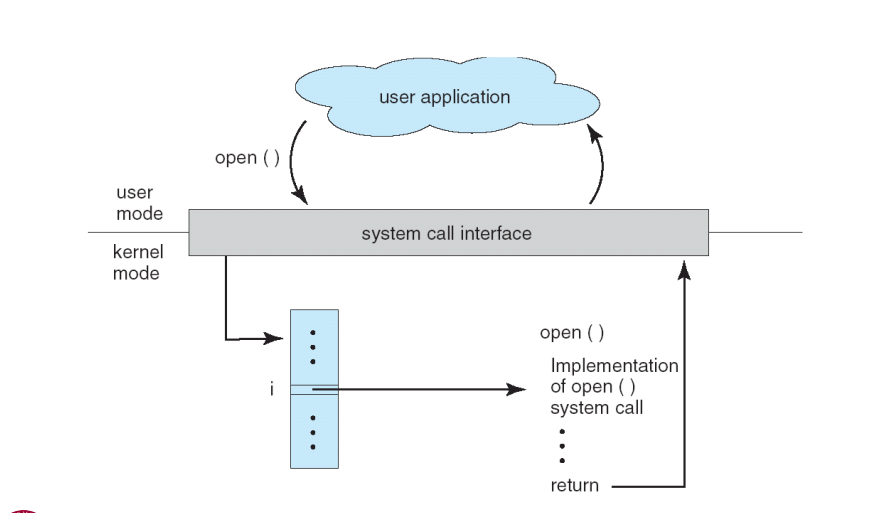 user application
open ( )
user
mode
system call interface
kernel
mode
open ( )
Implementation
of open ( )
system call
i
return